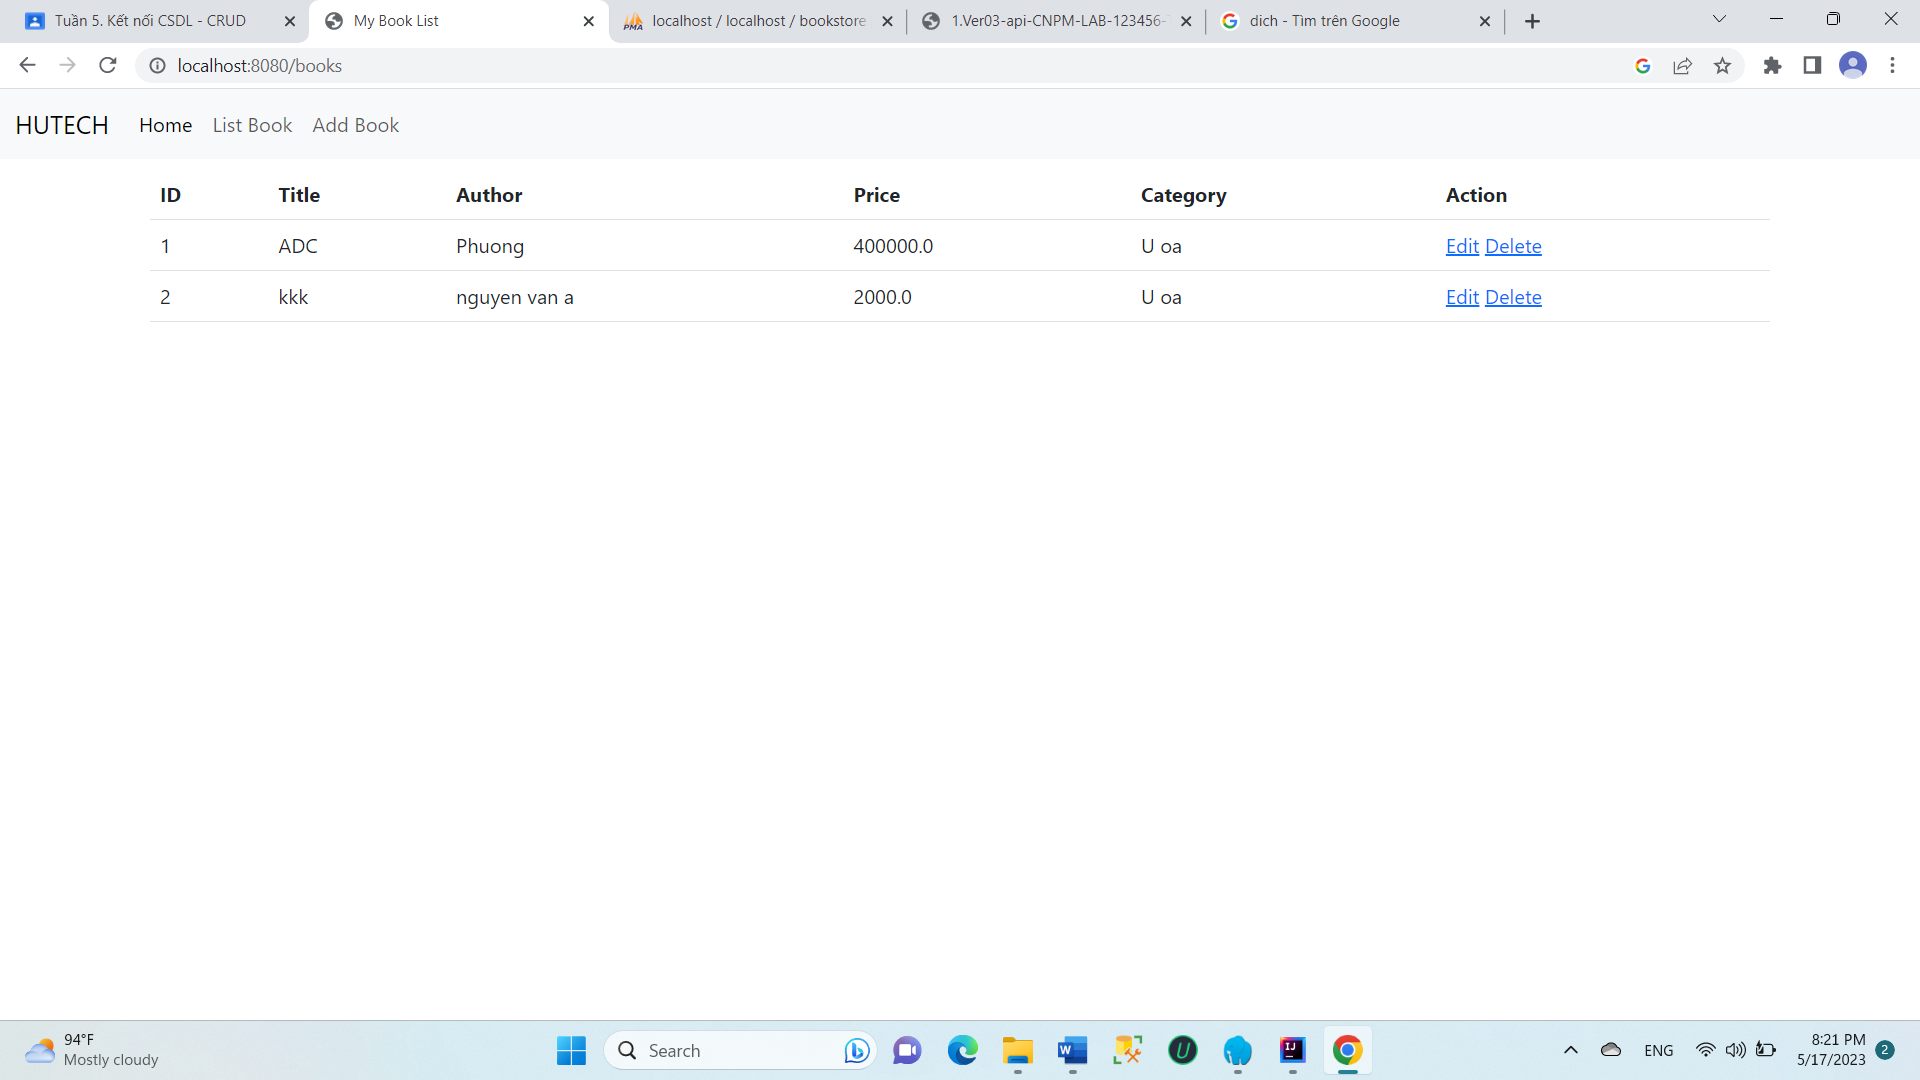 Tuần 5. Kết nối CSDL - CRUD
My Book List
localhost / localhost / bookstore
1.Ver03-api-CNPM-LAB-123456-
dich - Tìm trên Google
localhost:8080/books
HUTECH Home List Book Add Book
ID Title Author Price Category Action
1 ADC Phuong 400000.0 U oa Edit Delete
2 kkk nguyen van a 2000.0 U oa Edit Delete
94°F
Mostly cloudy
Search
ENG
8:21 PM
5/17/2023
2